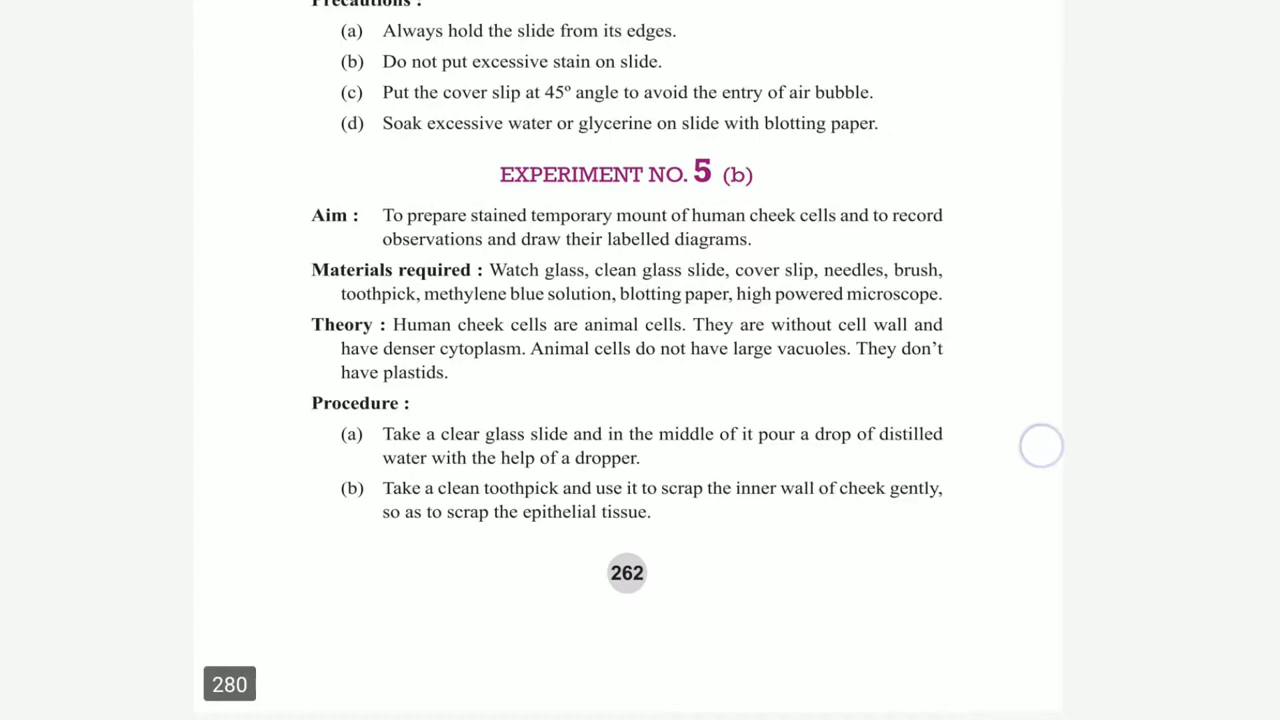 Precautions :
(a) Always hold the slide from its edges.
(b) Do not put excessive stain on slide.
(c) Put the cover slip at 45º angle to avoid the entry of air bubble.
(d) Soak excessive water or glycerine on slide with blotting paper.
EXPERIMENT NO. 5 (b)
Aim : To prepare stained temporary mount of human cheek cells and to record
observations and draw their labelled diagrams.
Materials required : Watch glass, clean glass slide, cover slip, needles, brush,
toothpick, methylene blue solution, blotting paper, high powered microscope.
Theory : Human cheek cells are animal cells. They are without cell wall and
have denser cytoplasm. Animal cells do not have large vacuoles. They don’t
have plastids.
Procedure :
(a) Take a clear glass slide and in the middle of it pour a drop of distilled
water with the help of a dropper.
(b) Take a clean toothpick and use it to scrap the inner wall of cheek gently,
so as to scrap the epithelial tissue.
262
280